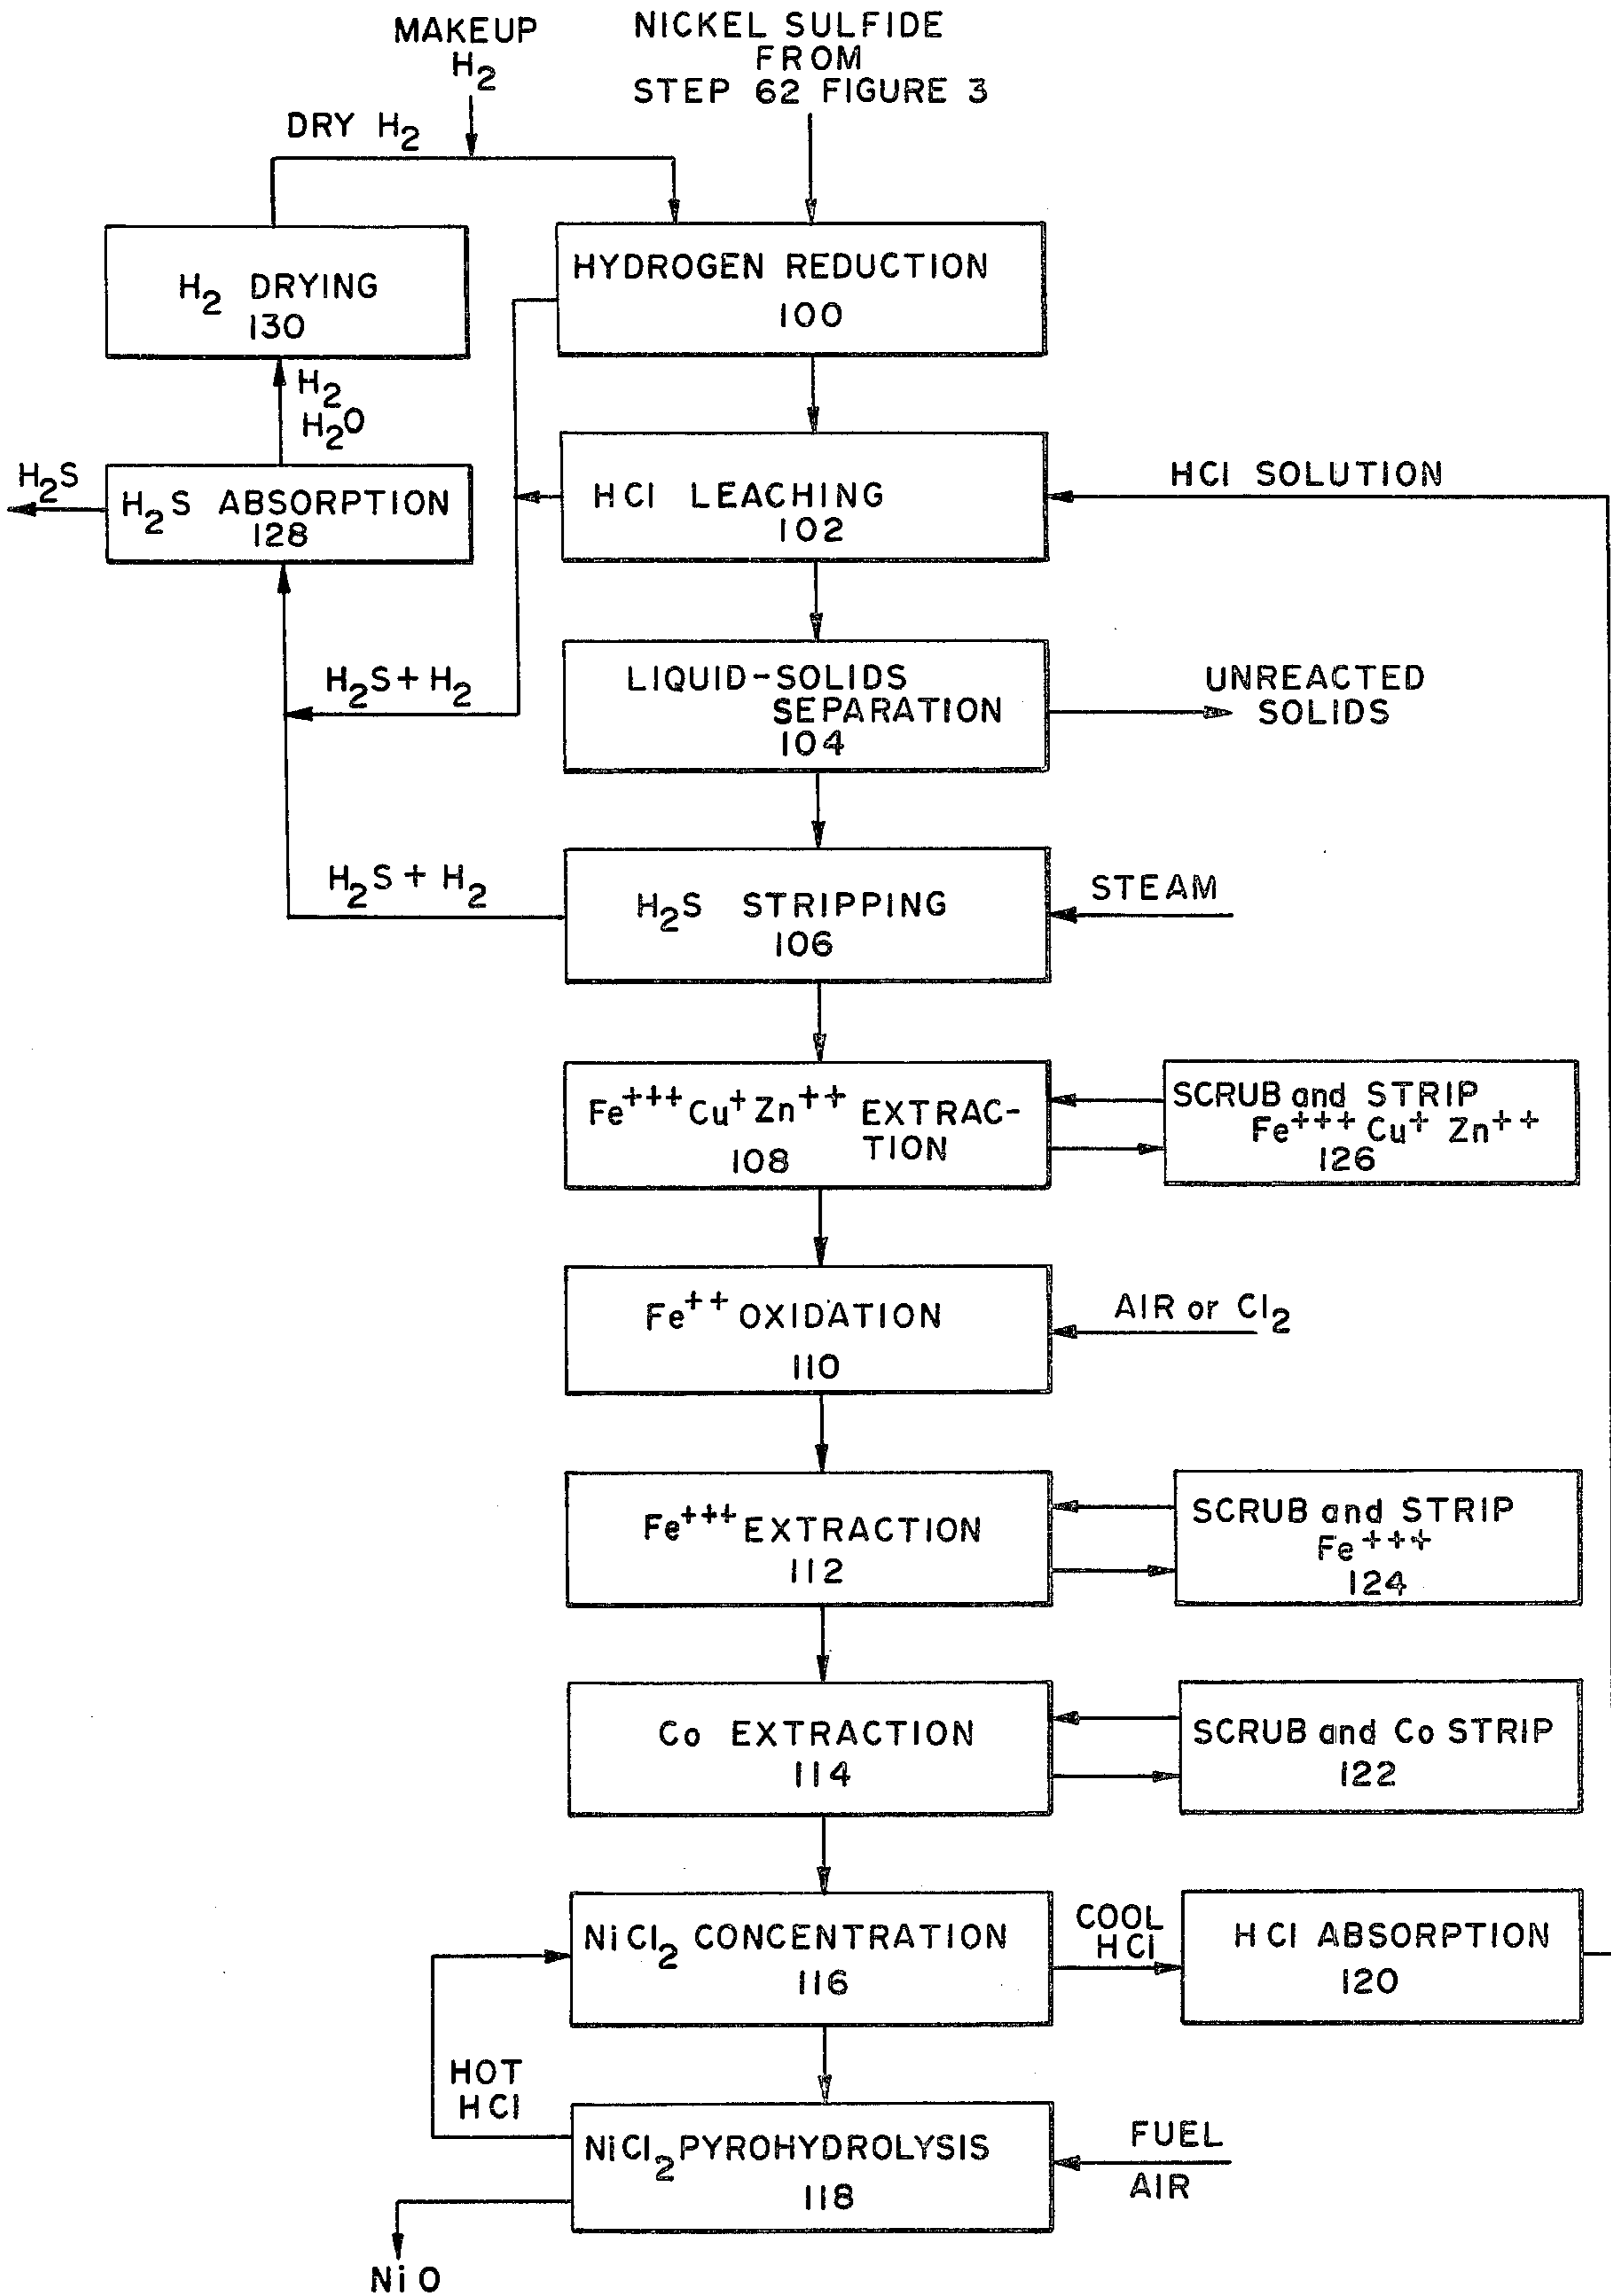 MAKEUP
H2
NICKEL SULFIDE
FROM
STEP 62 FIGURE 3
DRY H2
H2 DRYING
130
HYDROGEN REDUCTION
100
H2
H2O
H2S
H2S ABSORPTION
128
HCl LEACHING
102
HCl SOLUTION
H2S + H2
LIQUID-SOLIDS
SEPARATION
104
UNREACTED
SOLIDS
H2S + H2
H2S STRIPPING
106
STEAM
Fe+++ Cu+ Zn++ EXTRAC-
TION
108
SCRUB and STRIP
Fe+++ Cu+ Zn++
126
Fe++ OXIDATION
110
AIR or Cl2
Fe+++ EXTRACTION
112
SCRUB and STRIP
Fe+++
124
Co EXTRACTION
114
SCRUB and Co STRIP
122
NiCl2 CONCENTRATION
116
COOL
HCl
HCl ABSORPTION
120
HOT
HCl
NiCl2 PYROHYDROLYSIS
118
FUEL
AIR
NiO